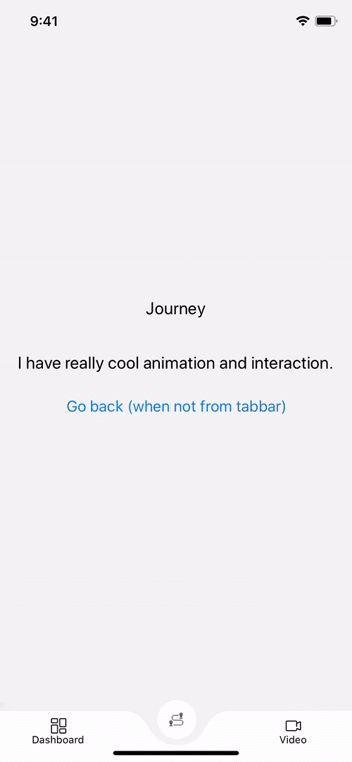 9:41
Journey
I have really cool animation and interaction.
Go back (when not from tabbar)
Dashboard
Video